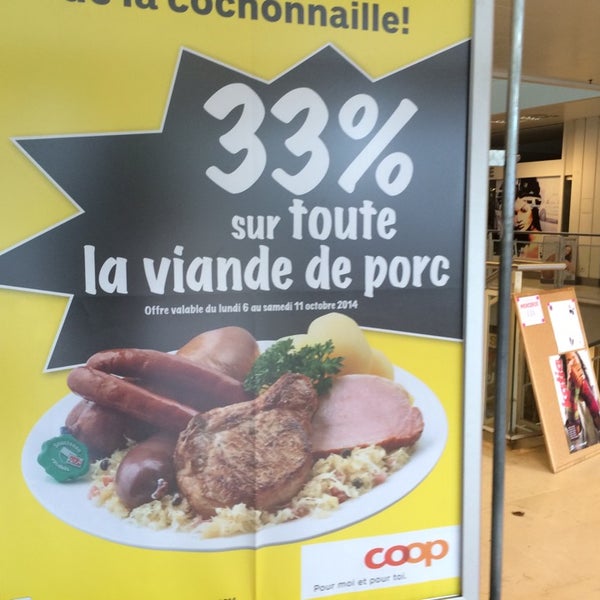 de la cochonnaille!
33%
sur toute
la viande de porc
Offre valable du lundi 6 au samedi 11 octobre 2014
coop
Pour moi et pour toi.